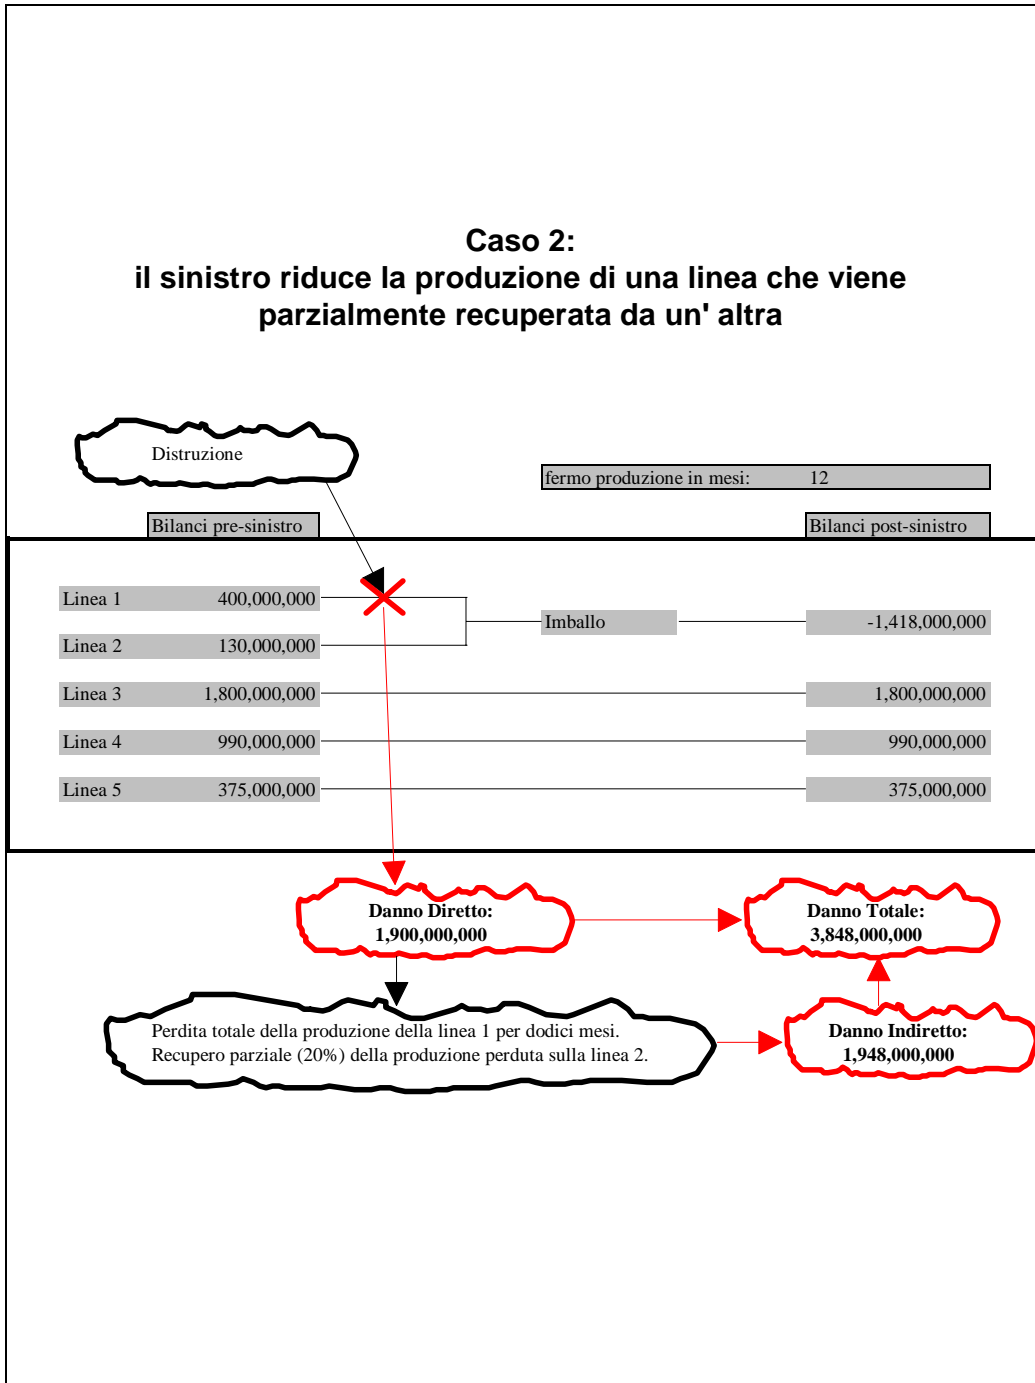 Caso 2:
il sinistro riduce la produzione di una linea che viene
parzialmente recuperata da un' altra
Distruzione
fermo produzione in mesi: 12
Bilanci pre-sinistro Bilanci post-sinistro
Linea 1 400,000,000
Imballo -1,418,000,000
Linea 2 130,000,000
Linea 3 1,800,000,000 1,800,000,000
Linea 4 990,000,000 990,000,000
Linea 5 375,000,000 375,000,000
Danno Diretto:
1,900,000,000
Danno Totale:
3,848,000,000
Perdita totale della produzione della linea 1 per dodici mesi.
Recupero parziale (20%) della produzione perduta sulla linea 2.
Danno Indiretto:
1,948,000,000